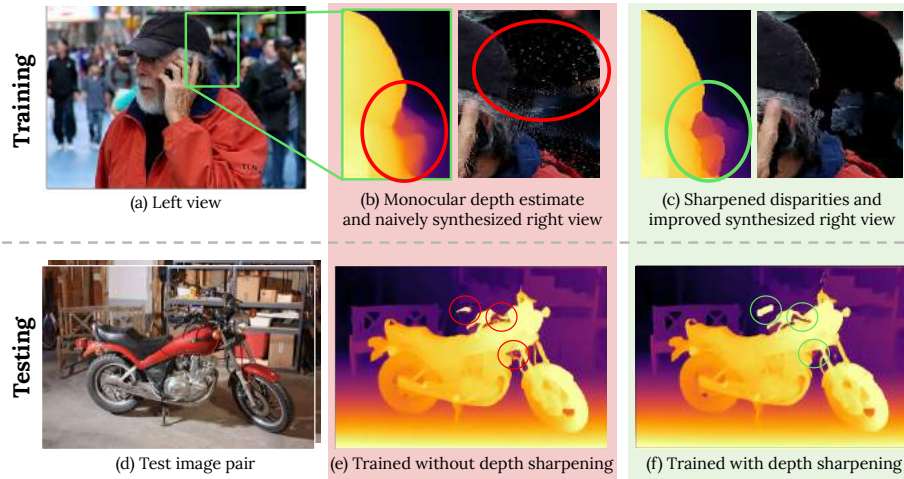 Training
(a) Left view
(b) Monocular depth estimate
and naively synthesized right view
(c) Sharpened disparities and
improved synthesized right view
Testing
(d) Test image pair
(e) Trained without depth sharpening
(f) Trained with depth sharpening